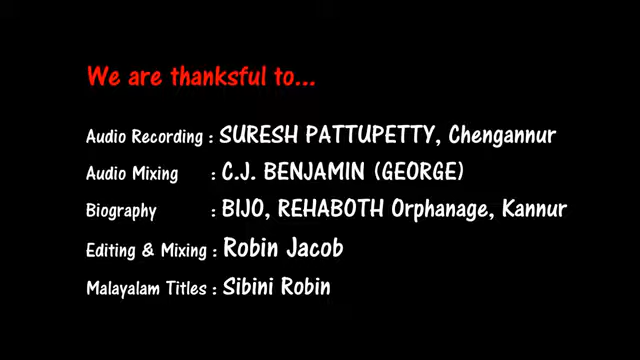 We are thanksful to...
Audio Recording : SURESH PATTUPETTY, Chengannur
Audio Mixing : C.J. BENJAMIN (GEORGE)
Biography : BIJO, REHABOTH Orphanage, Kannur
Editing & Mixing : Robin Jacob
Malayalam Titles : Sibini Robin